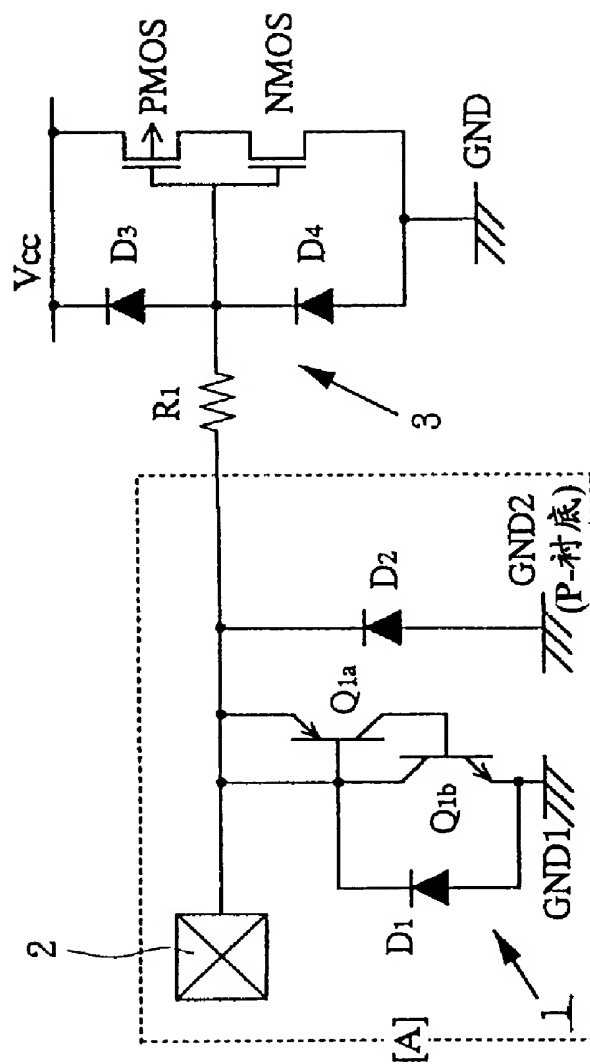 Vcc
PMOS
D3
NMOS
R1
D4
GND
3
2
Q1a
D2
Q1b
D1
GND1
GND2
(P-衬底)
1
[A]